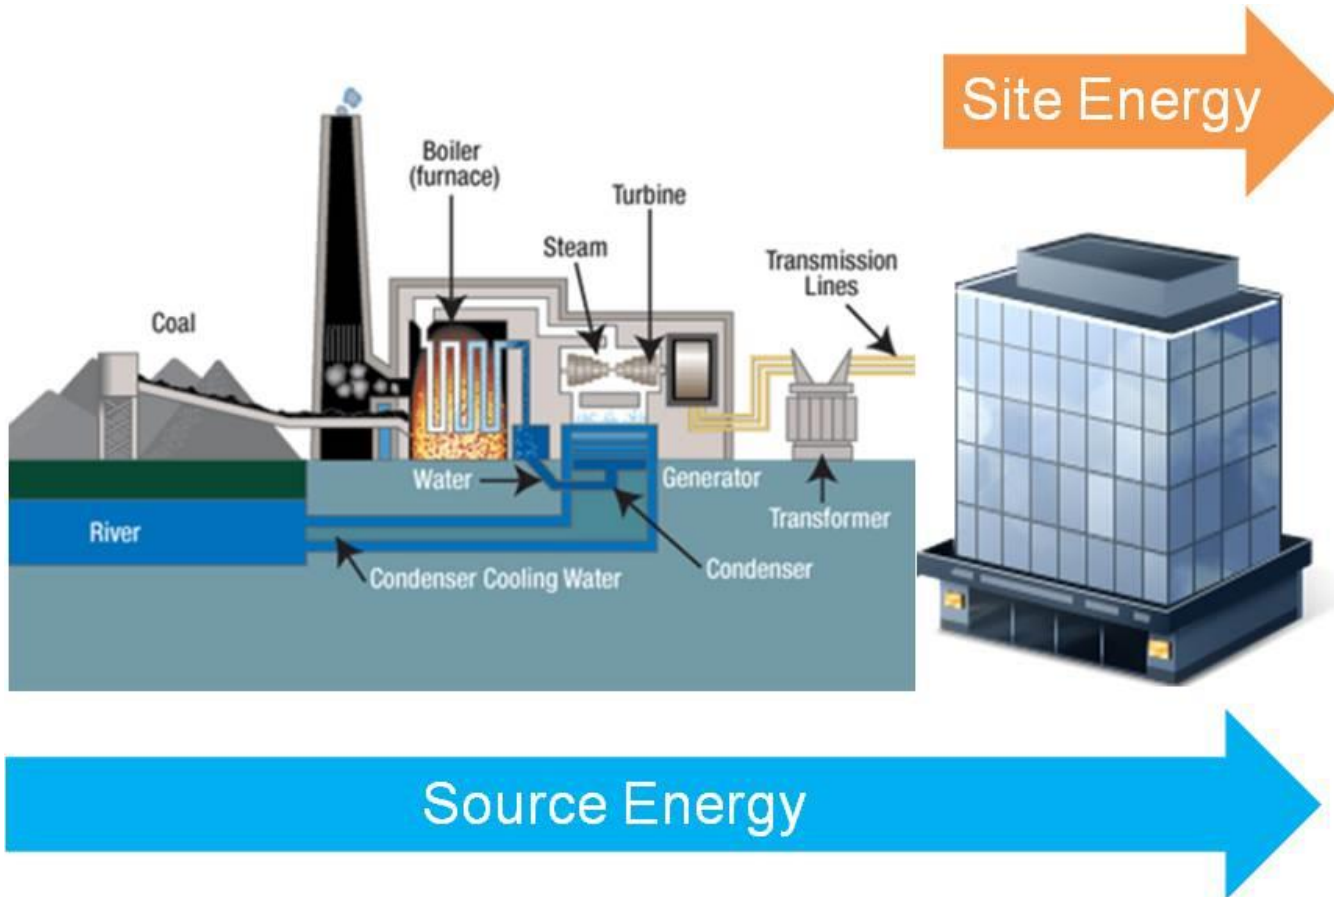 Site Energy
Boiler
(furnace)
Turbine
Steam
Transmission
Lines
Coal
Water
Generator
River
Transformer
Condenser Cooling Water
Condenser
Source Energy